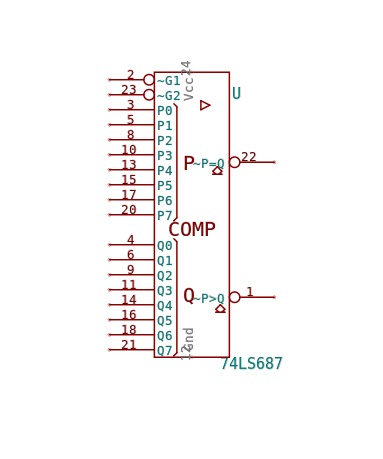 24
Vcc
2 ~G1
23 ~G2
U
3 P0
5 P1
8 P2
10 P3
P ~P=Q 22
13 P4
15 P5
17 P6
20 P7
COMP
4 Q0
6 Q1
9 Q2
11 Q3
Q ~P>Q 1
14 Q4
16 Q5
18 Q6
21 Q7
Gnd
12
74LS687